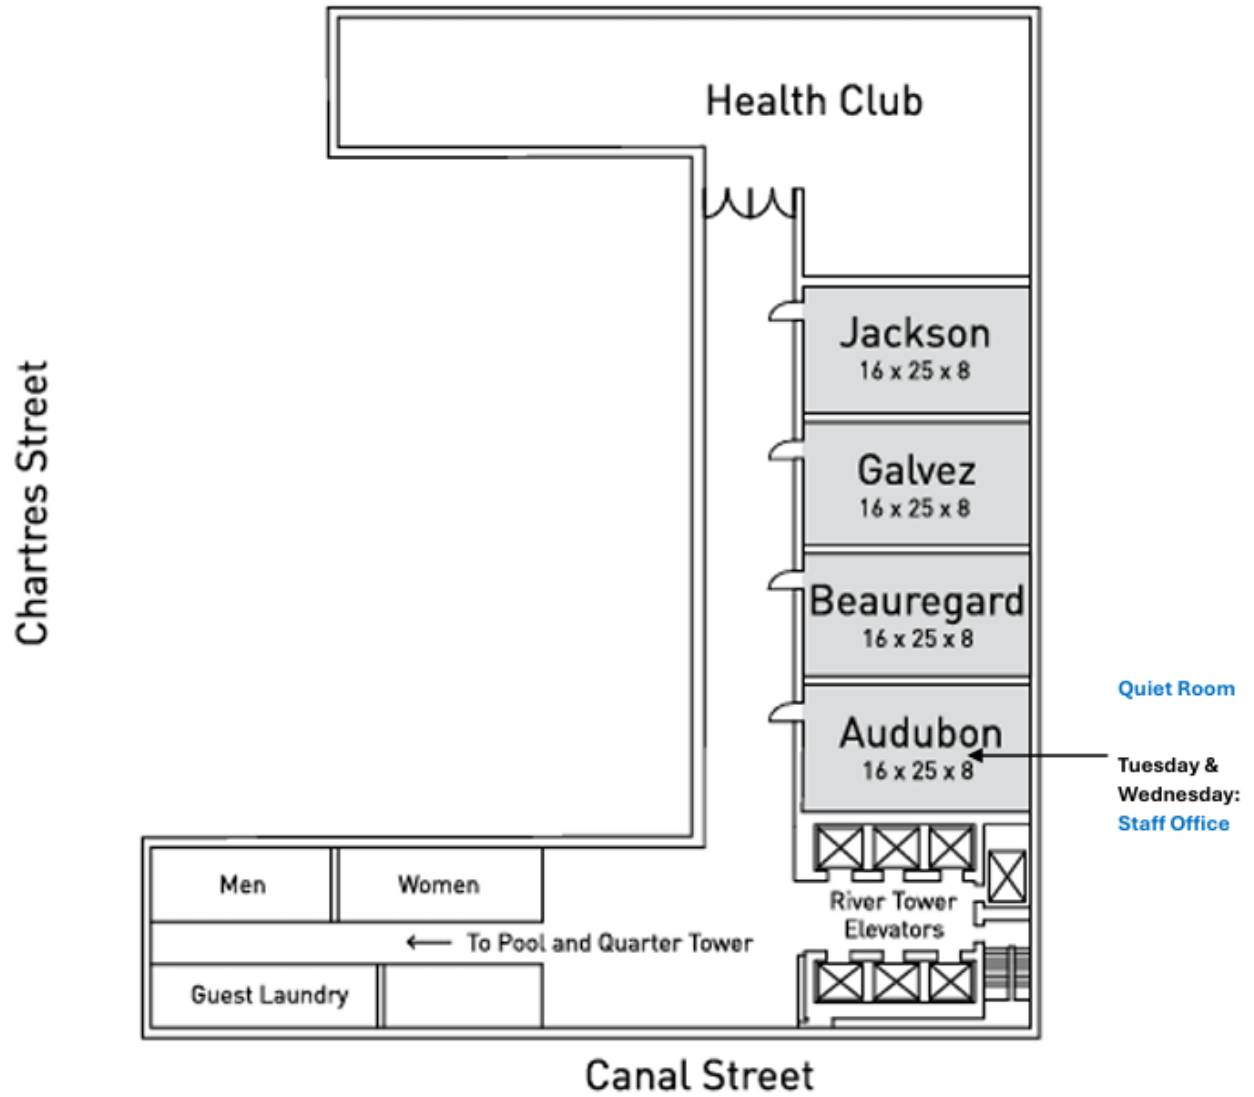 Health Club
Chartres Street
Jackson
16 x 25 x 8
Galvez
16 x 25 x 8
Beauregard
16 x 25 x 8
Quiet Room
Audubon
16 x 25 x 8
Tuesday &
Wednesday:
Staff Office
Men
Women
River Tower
Elevators
← To Pool and Quarter Tower
Guest Laundry
Canal Street